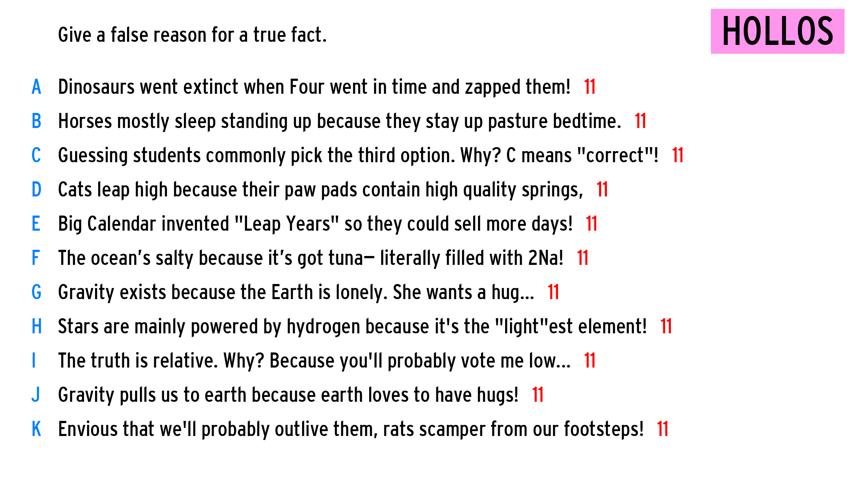 Give a false reason for a true fact.
HOLLOS
A Dinosaurs went extinct when Four went in time and zapped them! 11
B Horses mostly sleep standing up because they stay up pasture bedtime. 11
C Guessing students commonly pick the third option. Why? C means "correct"! 11
D Cats leap high because their paw pads contain high quality springs, 11
E Big Calendar invented "Leap Years" so they could sell more days! 11
F The ocean’s salty because it’s got tuna— literally filled with 2Na! 11
G Gravity exists because the Earth is lonely. She wants a hug... 11
H Stars are mainly powered by hydrogen because it's the "light"est element! 11
I The truth is relative. Why? Because you'll probably vote me low... 11
J Gravity pulls us to earth because earth loves to have hugs! 11
K Envious that we'll probably outlive them, rats scamper from our footsteps! 11